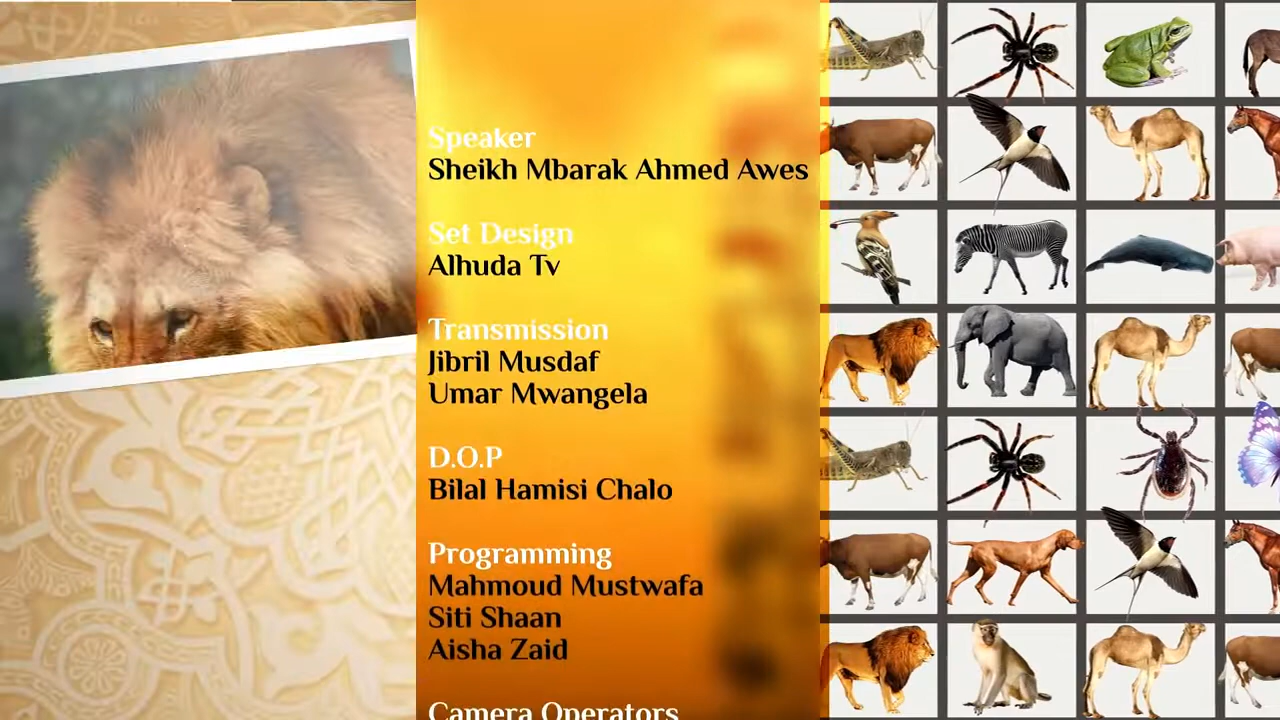 Speaker
Sheikh Mbarak Ahmed Awes
Set Design
Alhuda Tv
Transmission
Jibril Musdaf
Umar Mwangela
D.O.P
Bilal Hamisi Chalo
Programming
Mahmoud Mustwafa
Siti Shaan
Aisha Zaid
Camera Operators